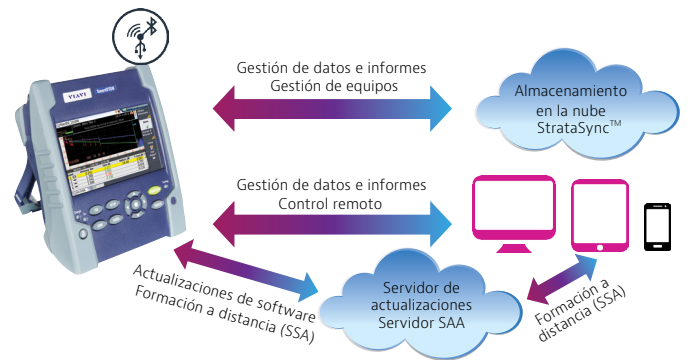 VIAVI
SmartOTDR
Gestión de datos e informes
Gestión de equipos
Almacenamiento
en la nube
StrataSync™
Gestión de datos e informes
Control remoto
Actualizaciones de software
Formación a distancia (SSA)
Servidor de
actualizaciones
Servidor SAA
Formación a
distancia (SSA)